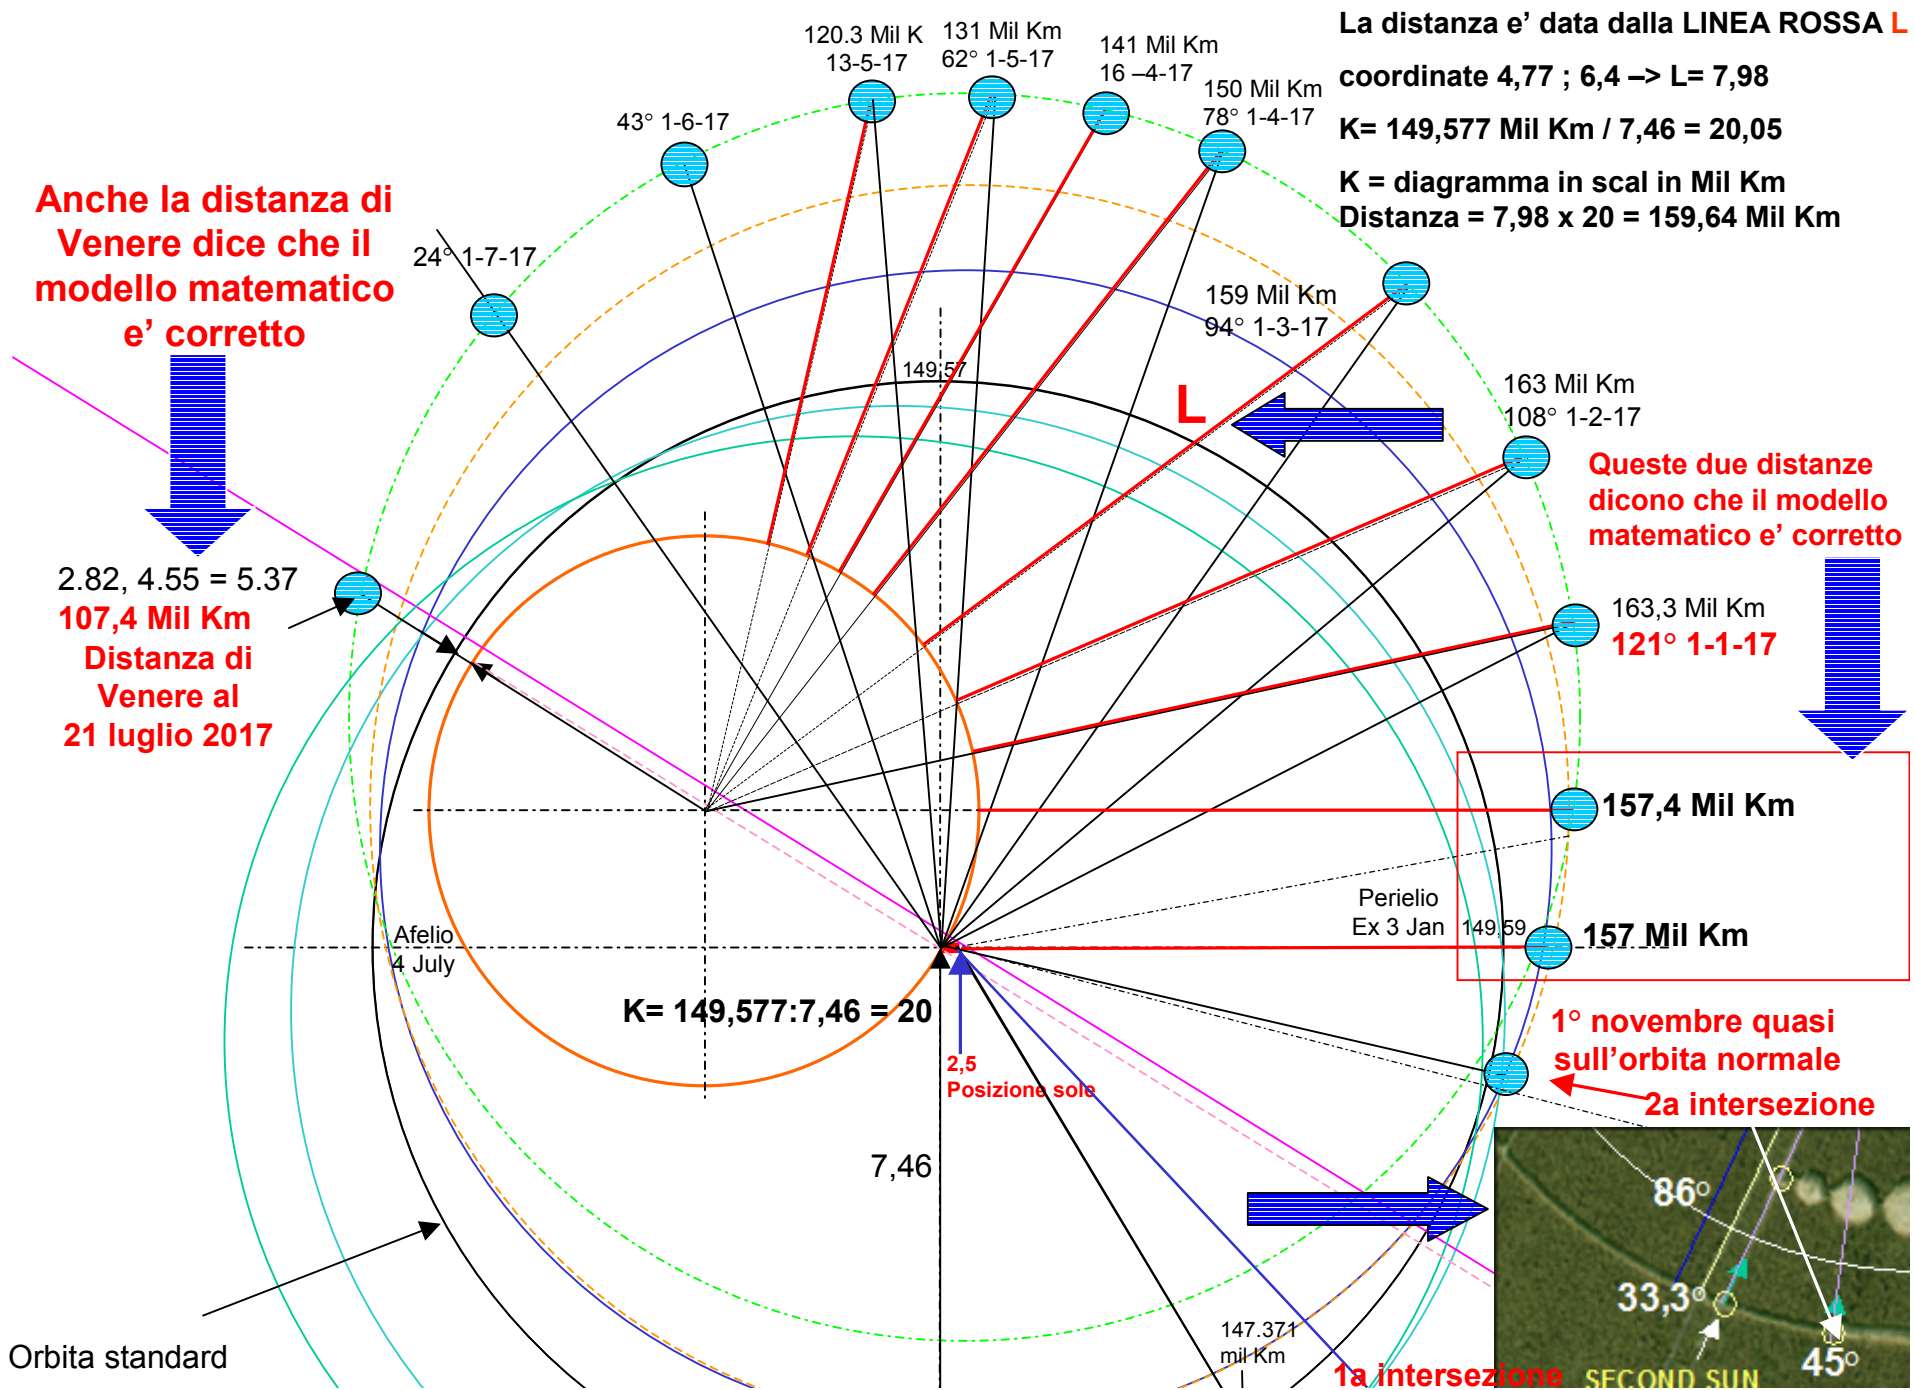 La distanza e' data dalla LINEA ROSSA L
coordinate 4,77 ; 6,4 –> L= 7,98
K= 149,577 Mil Km / 7,46 = 20,05
K = diagramma in scal in Mil Km
Distanza = 7,98 x 20 = 159,64 Mil Km
120.3 Mil K
13-5-17
131 Mil Km
62° 1-5-17
141 Mil Km
16 –4-17
150 Mil Km
78° 1-4-17
43° 1-6-17
24° 1-7-17
Anche la distanza di
Venere dice che il
modello matematico
e' corretto
159 Mil Km
94° 1-3-17
149,57
L
163 Mil Km
108° 1-2-17
Queste due distanze
dicono che il modello
matematico e' corretto
2.82, 4.55 = 5.37
107,4 Mil Km
Distanza di
Venere al
21 luglio 2017
163,3 Mil Km
121° 1-1-17
157,4 Mil Km
Perielio
Ex 3 Jan
149,59
157 Mil Km
Afelio
4 July
K= 149,577:7,46 = 20
2,5
Posizione sole
1° novembre quasi
sull'orbita normale
2a intersezione
7,46
86°
33,3°
45°
SECOND SUN
147.371
mil Km
1a intersezione
Orbita standard